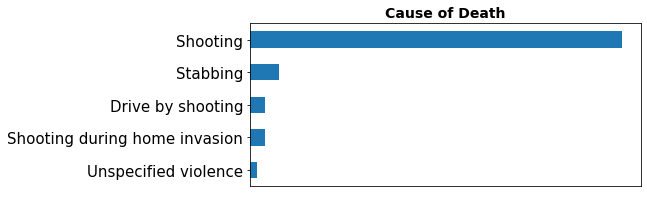 Cause of Death
Shooting
Stabbing
Drive by shooting
Shooting during home invasion
Unspecified violence